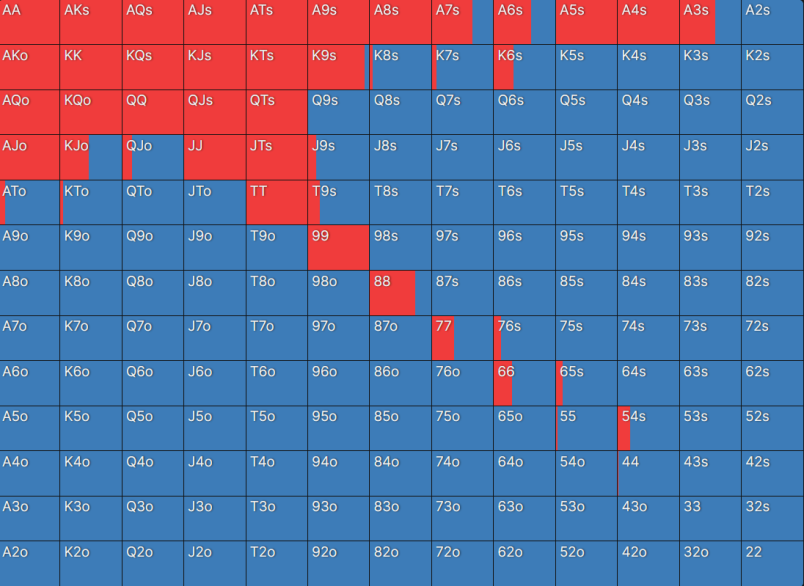 AA AKs AQs AJs ATs A9s A8s A7s A6s A5s A4s A3s A2s
AKo KK KQs KJs KTs K9s K8s K7s K6s K5s K4s K3s K2s
AQo KQo QQ QJs QTs Q9s Q8s Q7s Q6s Q5s Q4s Q3s Q2s
AJo KJo QJo JJ JTs J9s J8s J7s J6s J5s J4s J3s J2s
ATo KTo QTo JTo TT T9s T8s T7s T6s T5s T4s T3s T2s
A9o K9o Q9o J9o T9o 99 98s 97s 96s 95s 94s 93s 92s
A8o K8o Q8o J8o T8o 98o 88 87s 86s 85s 84s 83s 82s
A7o K7o Q7o J7o T7o 97o 87o 77 76s 75s 74s 73s 72s
A6o K6o Q6o J6o T6o 96o 86o 76o 66 65s 64s 63s 62s
A5o K5o Q5o J5o T5o 95o 85o 75o 65o 55 54s 53s 52s
A4o K4o Q4o J4o T4o 94o 84o 74o 64o 54o 44 43s 42s
A3o K3o Q3o J3o T3o 93o 83o 73o 63o 53o 43o 33 32s
A2o K2o Q2o J2o T2o 92o 82o 72o 62o 52o 42o 32o 22